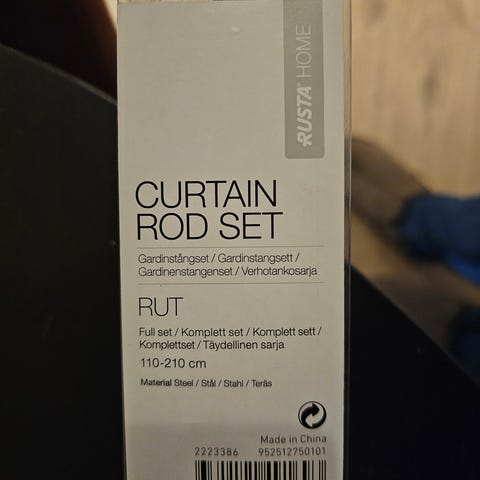 RUSTA HOME
CURTAIN
ROD SET
Gardinstångset / Gardinstangsett /
Gardinenstangenset / Verhotankosarja
RUT
Full set / Komplett set / Komplett sett /
Komplettset / Täydellinen sarja
110-210 cm
Material Steel / Stål / Stahl / Teräs
Made in China
2223386 952512750101